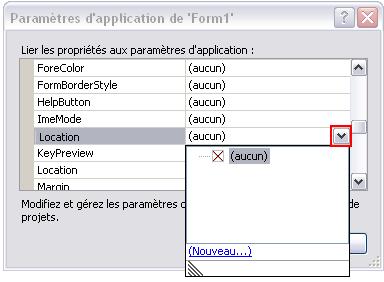 Paramètres d'application de 'Form1'
Lier les propriétés aux paramètres d'application :
ForeColor (aucun)
FormBorderStyle (aucun)
HelpButton (aucun)
ImeMode (aucun)
Location (aucun)
KeyPreview
(aucun)
Location
Margin
Modifiez et gérez les paramètres de
projets.
(Nouveau...)